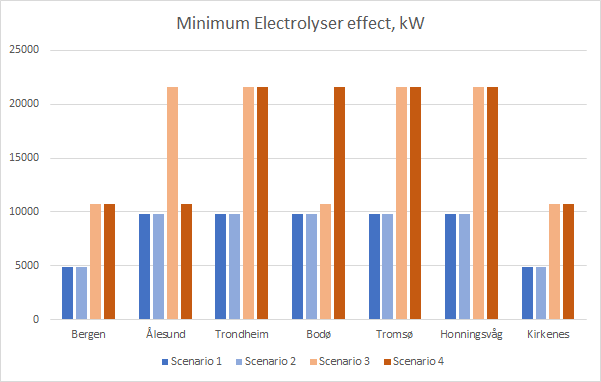 Minimum Electrolyser effect, kW
25000
20000
15000
10000
5000
0
Bergen Ålesund Trondheim Bodø Tromsø Honningsvåg Kirkenes
Scenario 1 Scenario 2 Scenario 3 Scenario 4